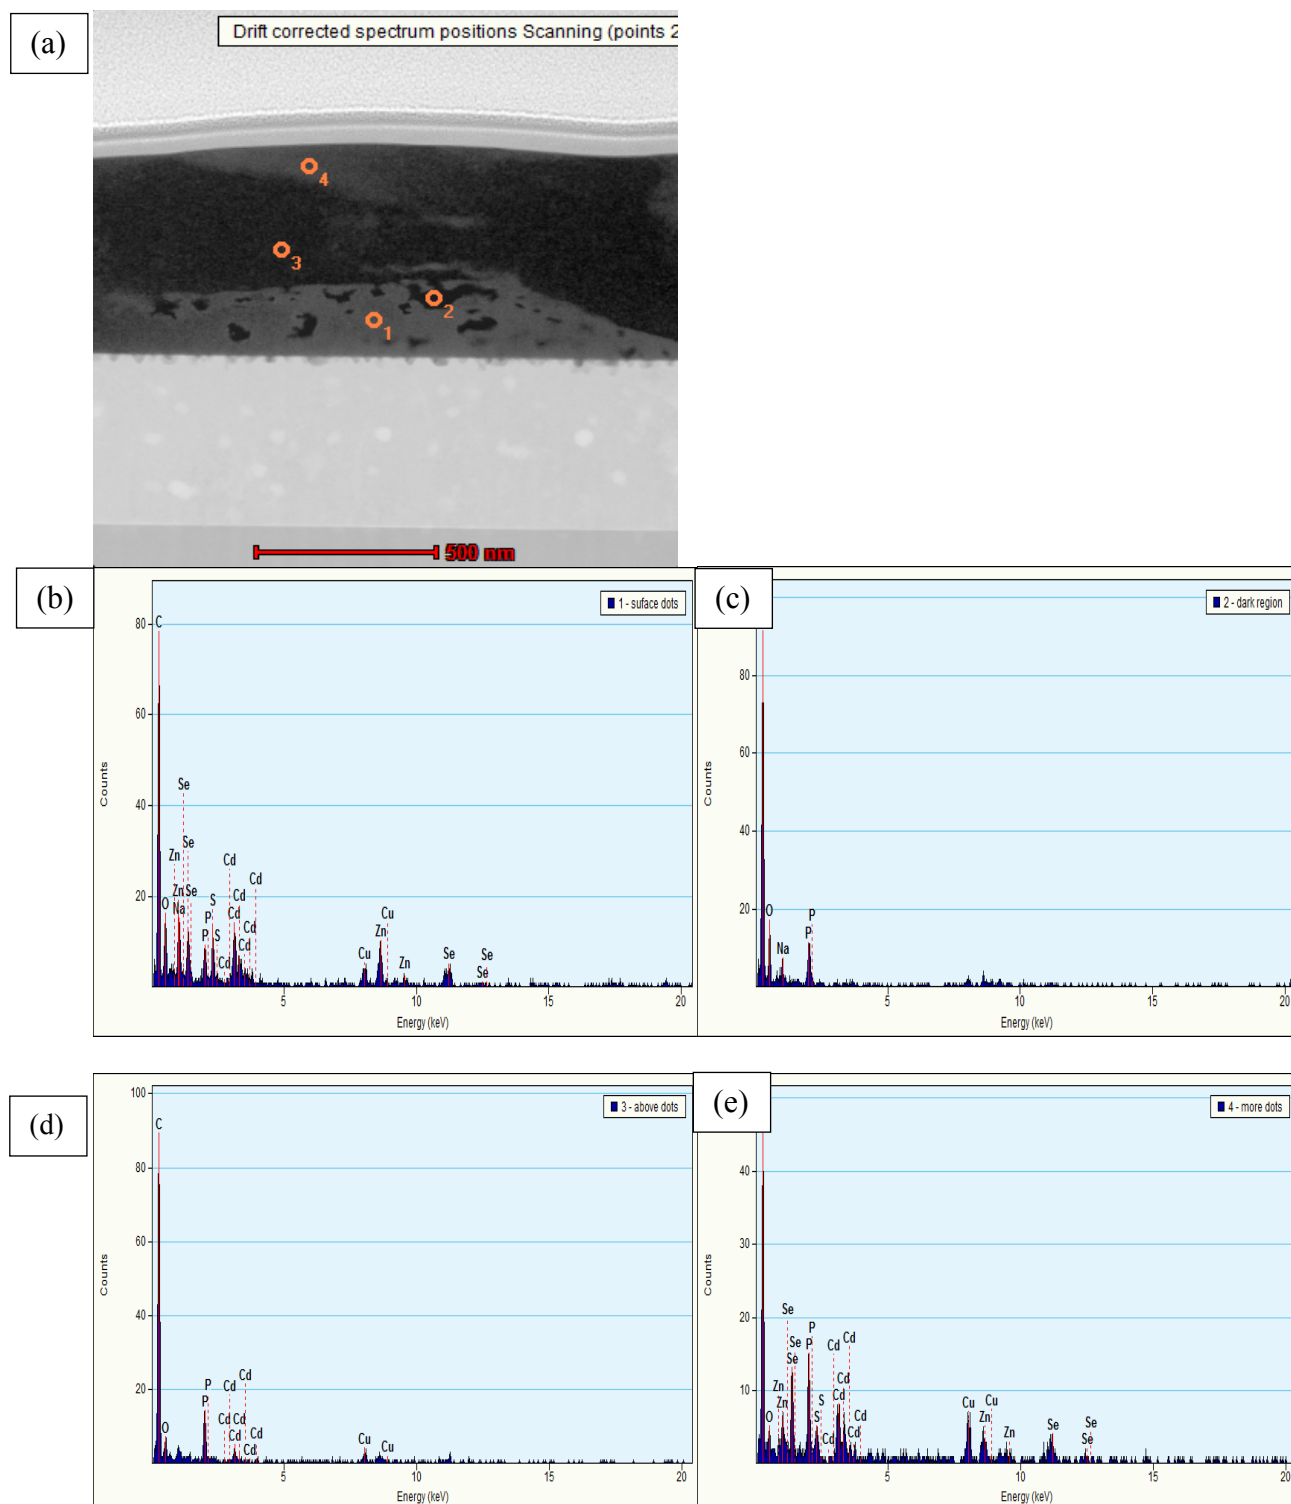 (a)
Drift corrected spectrum positions Scanning (points 2
4
3
2
1
500 nm
(b)
1 - suface dots
80
60
40
20
Counts
C
O
Zn
Zn
Na
Se
Se
Se
P
P
S
S
Cd
Cd
Cd
Cd
Cd
Cd
Cd
Cu
Zn
Cu
Zn
Se
Se
Se
5
10
15
20
Energy (keV)
(c)
2 - dark region
80
60
40
20
Counts
O
Na
P
P
5
10
15
20
Energy (keV)
(d)
3 - above dots
100
80
60
40
20
Counts
C
O
P
P
Cd
Cd
Cd
Cd
Cd
Cd
Cd
Cu
Cu
5
10
15
20
Energy (keV)
(e)
4 - more dots
40
30
20
10
Counts
O
Zn
Zn
Se
Se
Se
P
P
S
S
Cd
Cd
Cd
Cd
Cd
Cd
Cu
Zn
Cu
Zn
Se
Se
Se
5
10
15
20
Energy (keV)